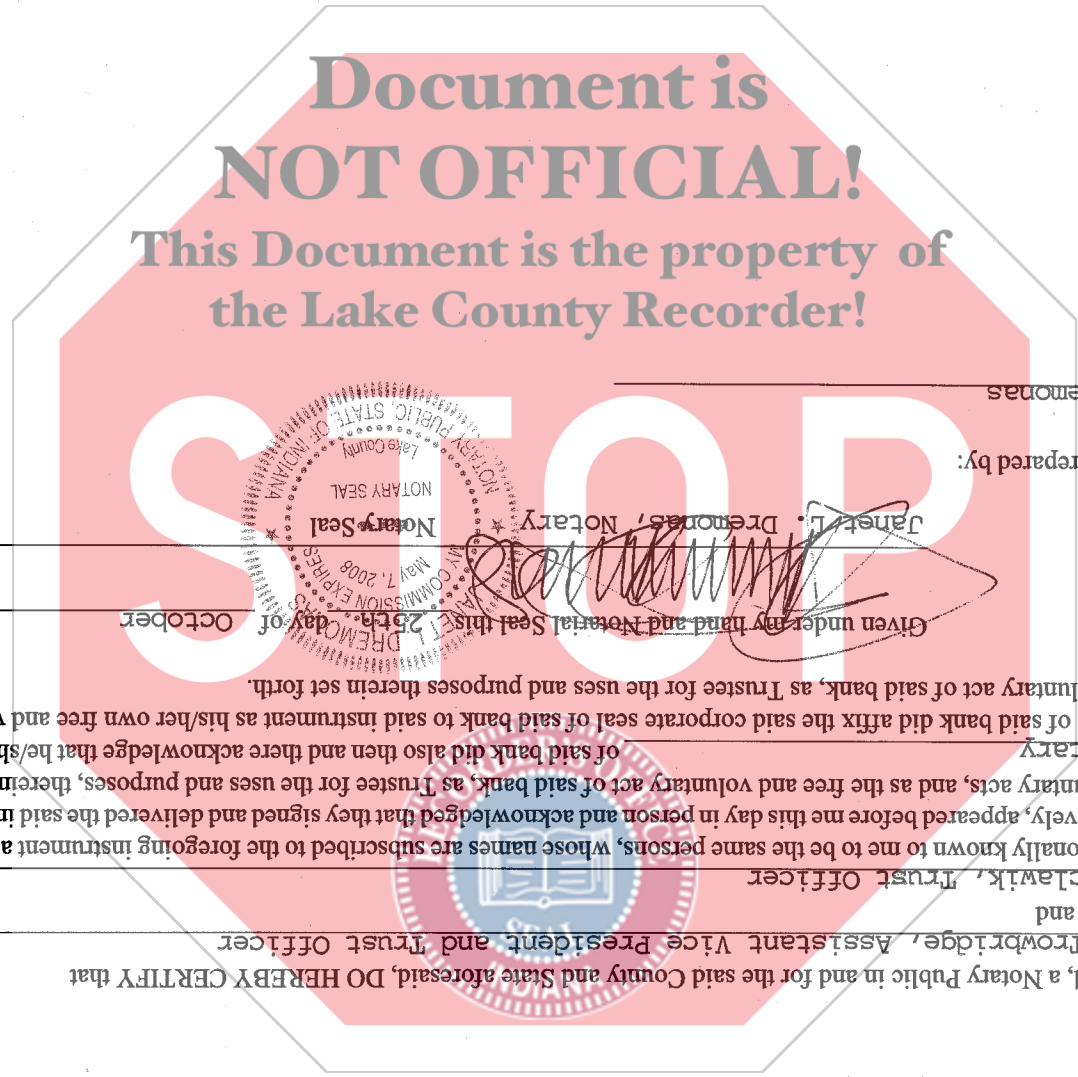 Document is
NOT OFFICIAL!
This Document is the property of
the Lake County Recorder!
STOP
RECORDER'S OFFICE
SEAL
INDIANA
, a Notary Public in and for the said County and State aforesaid, DO HEREBY CERTIFY that
rowbridge, Assistant Vice President and Trust Officer
and
clawik, Trust Officer
onally known to me to be the same persons, whose names are subscribed to the foregoing instrument a
vely, appeared before me this day in person and acknowledged that they signed and delivered the said in
ntary acts, and as the free and voluntary act of said bank, as Trustee for the uses and purposes, therein
tary of said bank did also then and there acknowledge that he/sh
of said bank did affix the said corporate seal of said bank to said instrument as his/her own free and v
luntary act of said bank, as Trustee for the uses and purposes therein set forth.
Given under my hand and Notarial Seal this 25th day of October
Janet L. Dremonas, Notary Notary Seal
JANET L DREMONAS
MY COMMISSION EXPIRES
May 7, 2008
NOTARY SEAL
Lake County
NOTARY PUBLIC, STATE OF INDIANA
repared by:
emonas